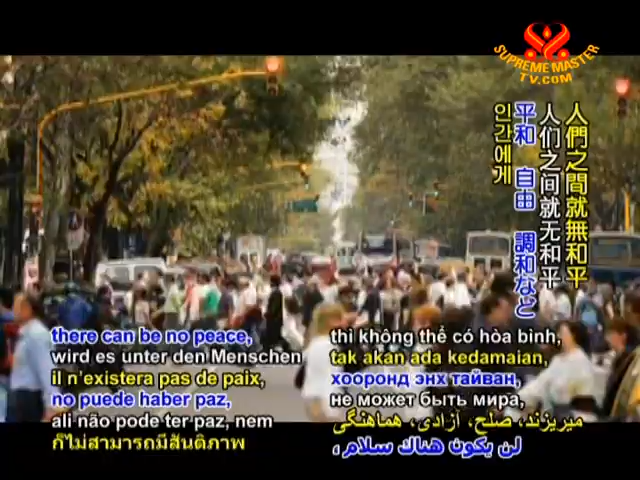 SUPREME MASTER
TV.COM
人們之間就無和平
人们之间就无和平
平和 自由 調和など
인간에게
there can be no peace,
wird es unter den Menschen
il n'existera pas de paix,
no puede haber paz,
ali não pode ter paz, nem
ก็ไม่สามารถมีสันติภาพ
thì không thể có hòa bình,
tak akan ada kedamaian,
хооронд энх тайван,
не может быть мира,
میریزند، صلح، آزادی، هماهنگی
لن يكون هناك سلام،